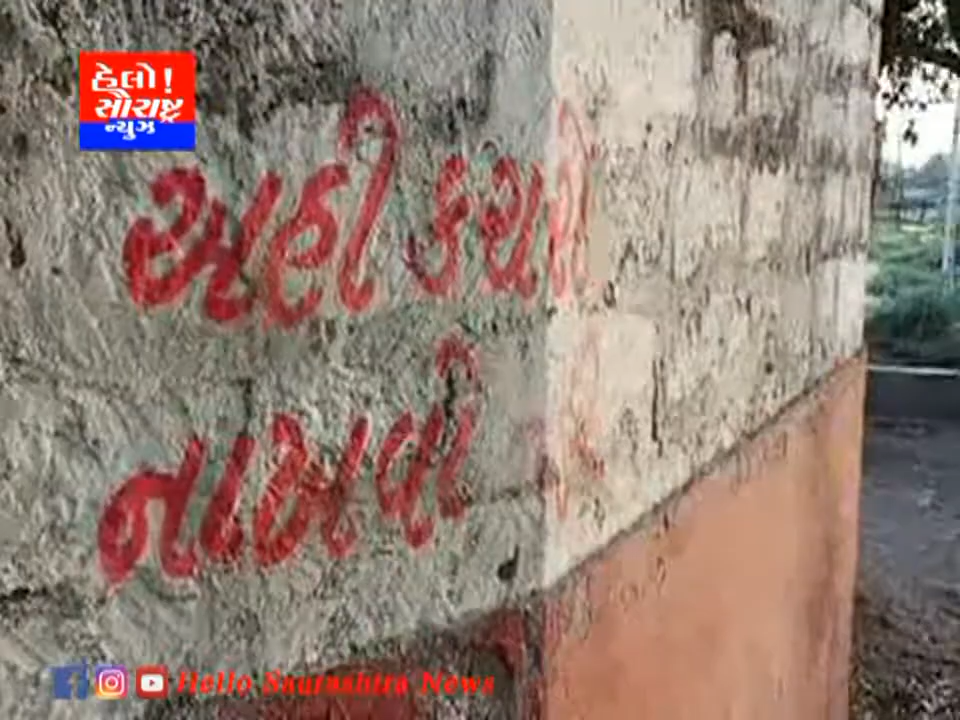 હેલો!
સૌરાષ્ટ્ર
ન્યુઝ
અહી કચરો
નાખવો
Hello Saurashtra News